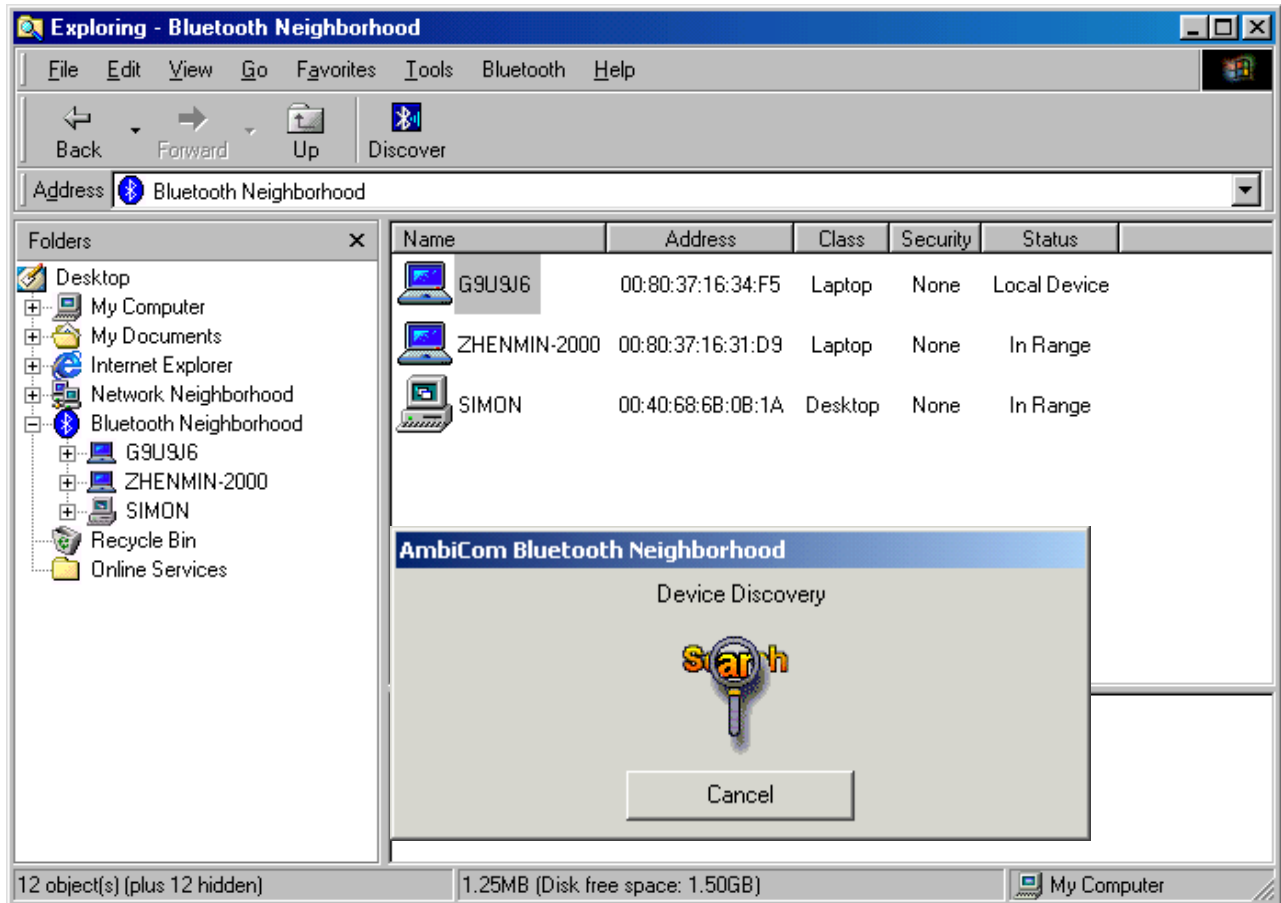 Exploring - Bluetooth Neighborhood
File Edit View Go Favorites Tools Bluetooth Help
Back Forward Up Discover
Address Bluetooth Neighborhood
Folders
Desktop
My Computer
My Documents
Internet Explorer
Network Neighborhood
Bluetooth Neighborhood
G9U9J6
ZHENMIN-2000
SIMON
Recycle Bin
Online Services
Name Address Class Security Status
G9U9J6 00:80:37:16:34:F5 Laptop None Local Device
ZHENMIN-2000 00:80:37:16:31:D9 Laptop None In Range
SIMON 00:40:68:6B:0B:1A Desktop None In Range
AmbiCom Bluetooth Neighborhood
Device Discovery
Search
Cancel
12 object(s) (plus 12 hidden) 1.25MB (Disk free space: 1.50GB) My Computer